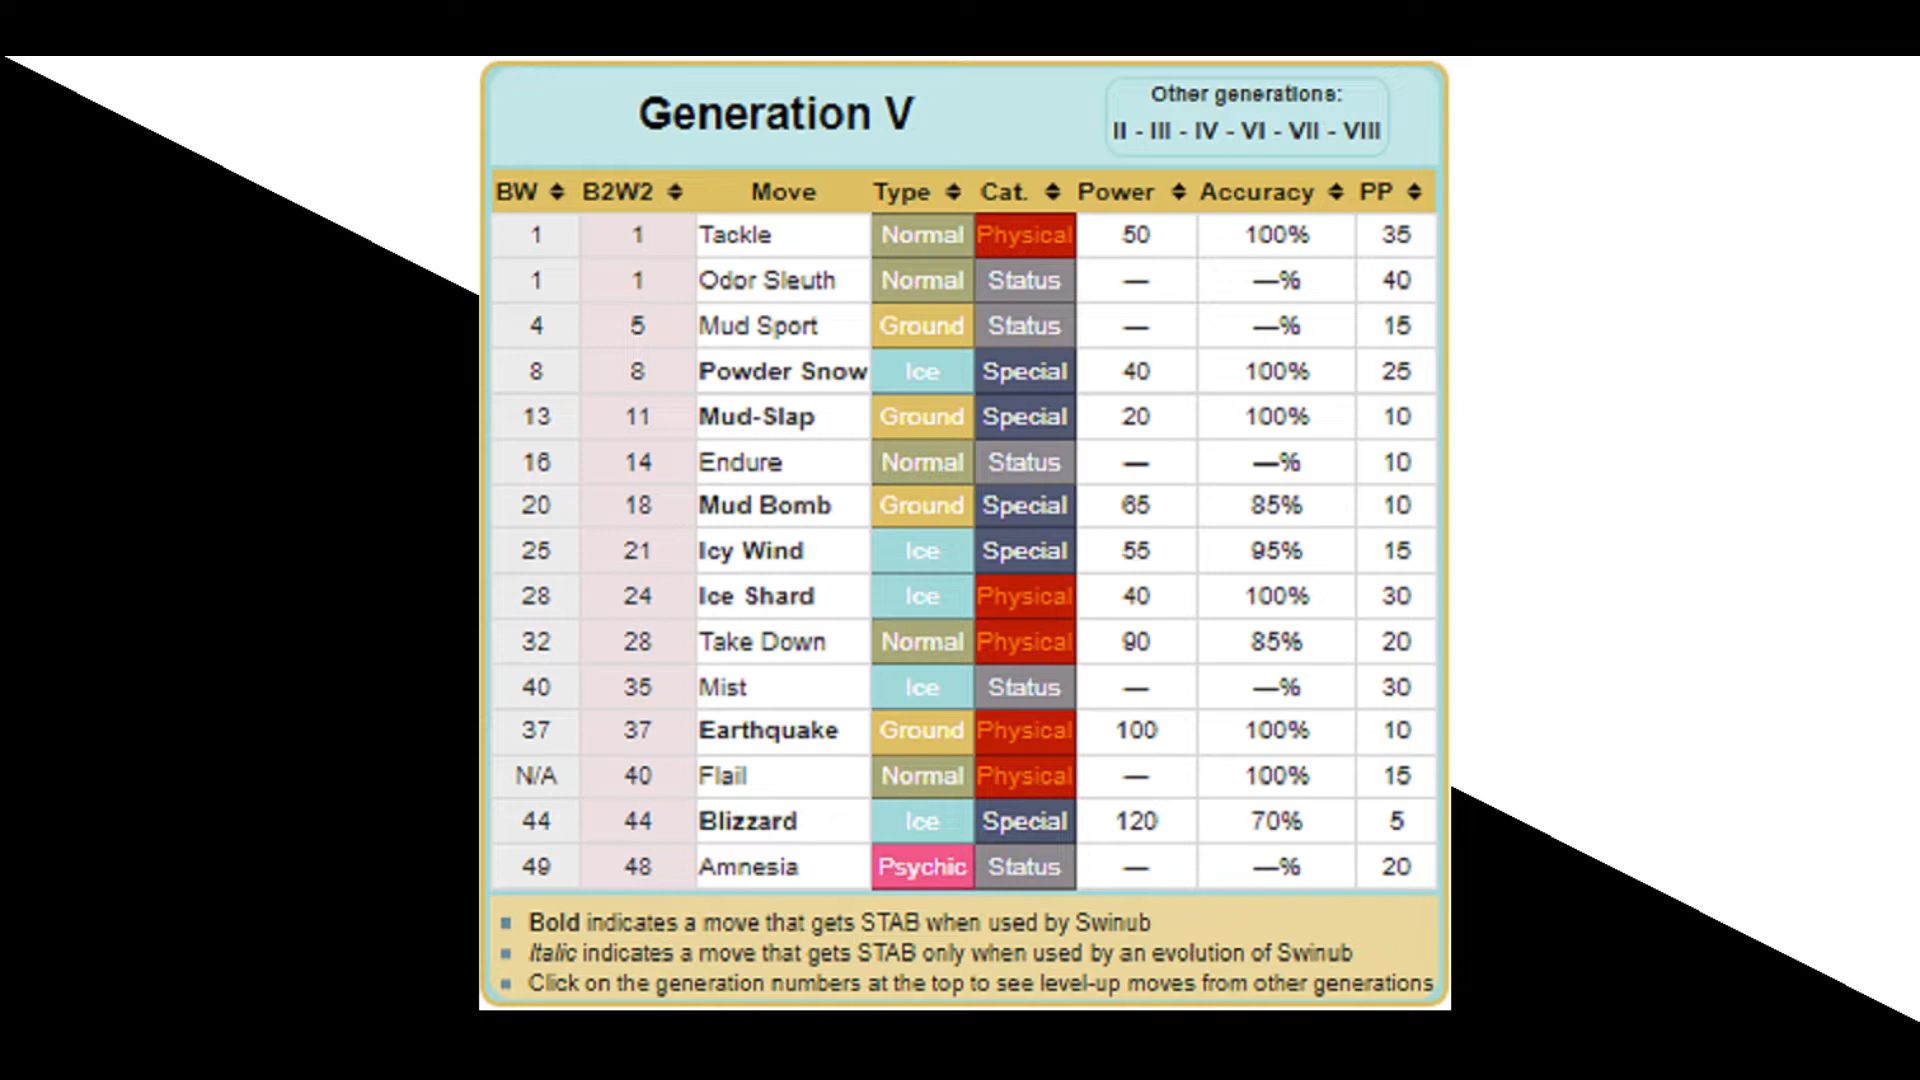 Generation V
Other generations:
II - III - IV - VI - VII - VIII
BW B2W2 Move Type Cat. Power Accuracy PP
1 1 Tackle Normal Physical 50 100% 35
1 1 Odor Sleuth Normal Status — —% 40
4 5 Mud Sport Ground Status — —% 15
8 8 Powder Snow Ice Special 40 100% 25
13 11 Mud-Slap Ground Special 20 100% 10
16 14 Endure Normal Status — —% 10
20 18 Mud Bomb Ground Special 65 85% 10
25 21 Icy Wind Ice Special 55 95% 15
28 24 Ice Shard Ice Physical 40 100% 30
32 28 Take Down Normal Physical 90 85% 20
40 35 Mist Ice Status — —% 30
37 37 Earthquake Ground Physical 100 100% 10
N/A 40 Flail Normal Physical — 100% 15
44 44 Blizzard Ice Special 120 70% 5
49 48 Amnesia Psychic Status — —% 20
Bold indicates a move that gets STAB when used by Swinub
Italic indicates a move that gets STAB only when used by an evolution of Swinub
Click on the generation numbers at the top to see level-up moves from other generations